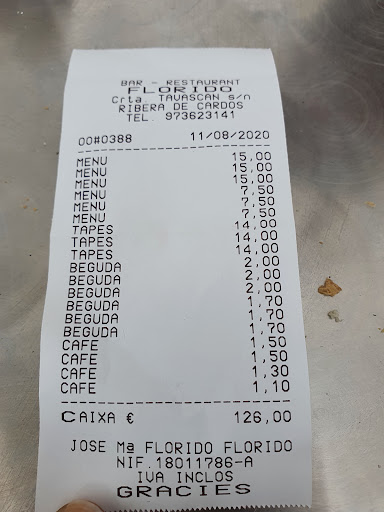 BAR - RESTAURANT
FLORIDO
Crta. TAVASCAN s/n
RIBERA DE CARDOS
TEL. 973623141
00#0388 11/08/2020
MENU 15,00
MENU 15,00
MENU 15,00
MENU 7,50
MENU 7,50
MENU 7,50
TAPES 14,00
TAPES 14,00
TAPES 14,00
BEGUDA 2,00
BEGUDA 2,00
BEGUDA 2,00
BEGUDA 1,70
BEGUDA 1,70
BEGUDA 1,70
CAFE 1,50
CAFE 1,50
CAFE 1,30
CAFE 1,10
CAIXA € 126,00
JOSE Mª FLORIDO FLORIDO
NIF.18011786-A
IVA INCLOS
GRACIES